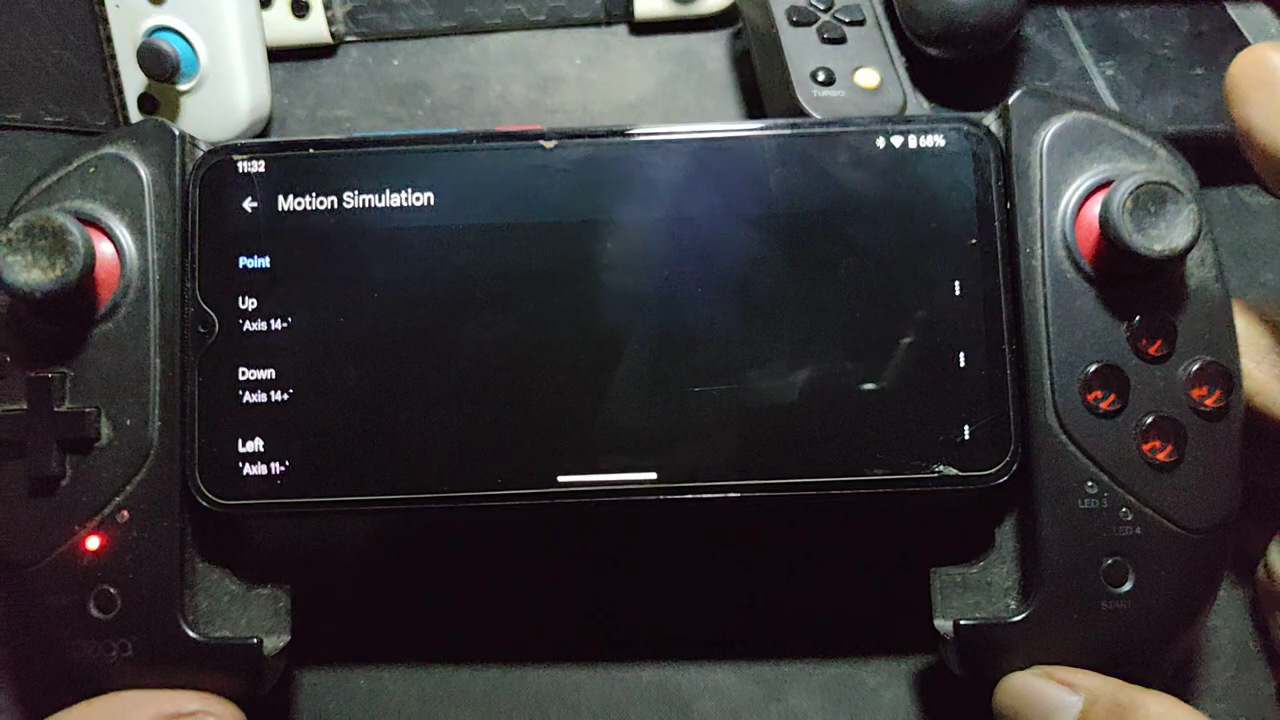 TURBO
11:32
68%
Motion Simulation
Point
Up
`Axis 14-`
Down
`Axis 14+`
Left
`Axis 11-`
LED 3
LED 4
START